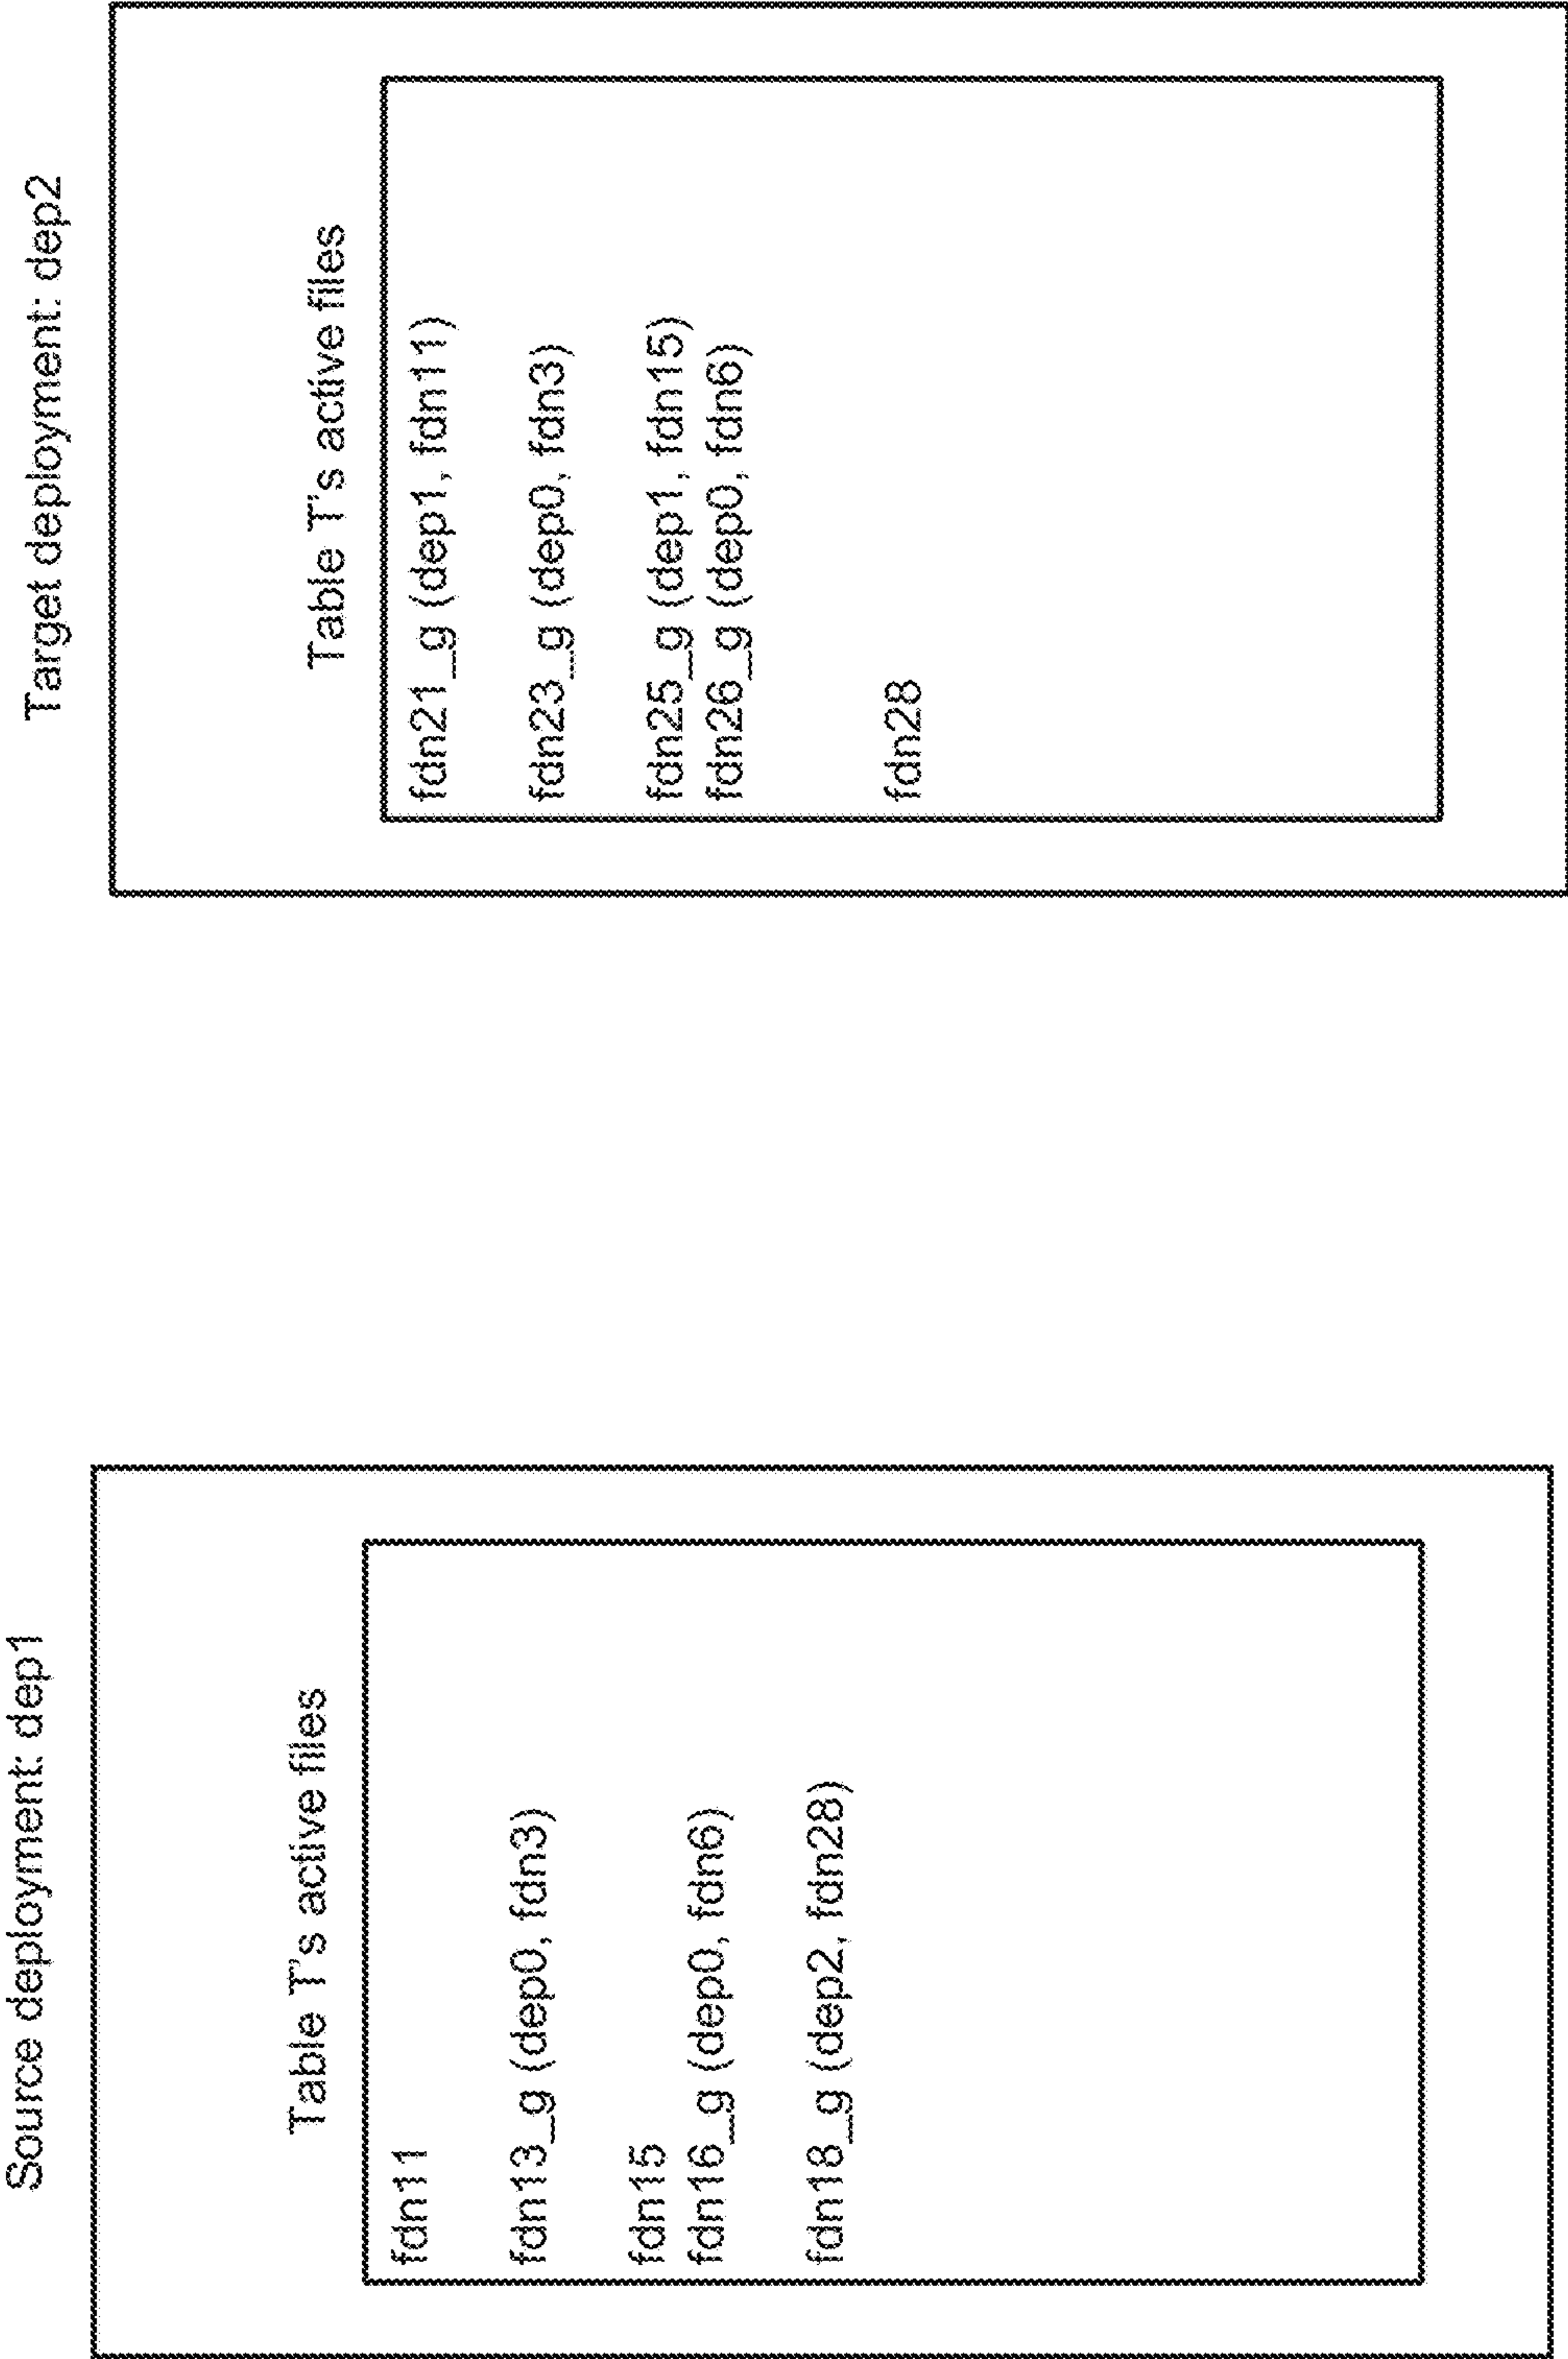 Source deployment: dep1
Table T's active files
fdn11
fdn13_g (dep0, fdn3)
fdn15
fdn16_g (dep0, fdn6)
fdn18_g (dep2, fdn28)
Target deployment: dep2
Table T's active files
fdn21_g (dep1, fdn11)
fdn23_g (dep0, fdn3)
fdn25_g (dep1, fdn15)
fdn26_g (dep0, fdn6)
fdn28